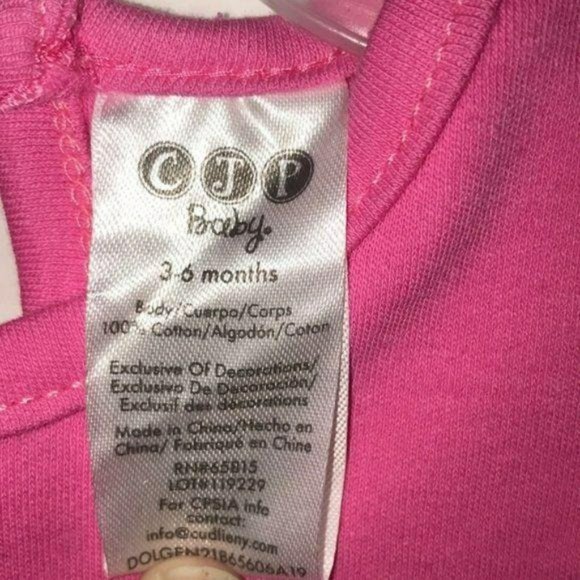 CJP
Baby.
3-6 months
Body/Cuerpo/Corps
100% Cotton/Algodón/Coton
Exclusive Of Decorations/
Exclusivo De Decoración/
Exclusif des décorations
Made in China/Hecho en
China/ Fabriqué en Chine
RN#65815
LOT#119229
For CPSIA info
contact:
info@cudlieny.com
DOLGEN21B65606A19